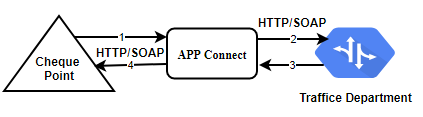 HTTP/SOAP
1
2
HTTP/SOAP
APP Connect
Cheque
Point
4
3
Traffice Department